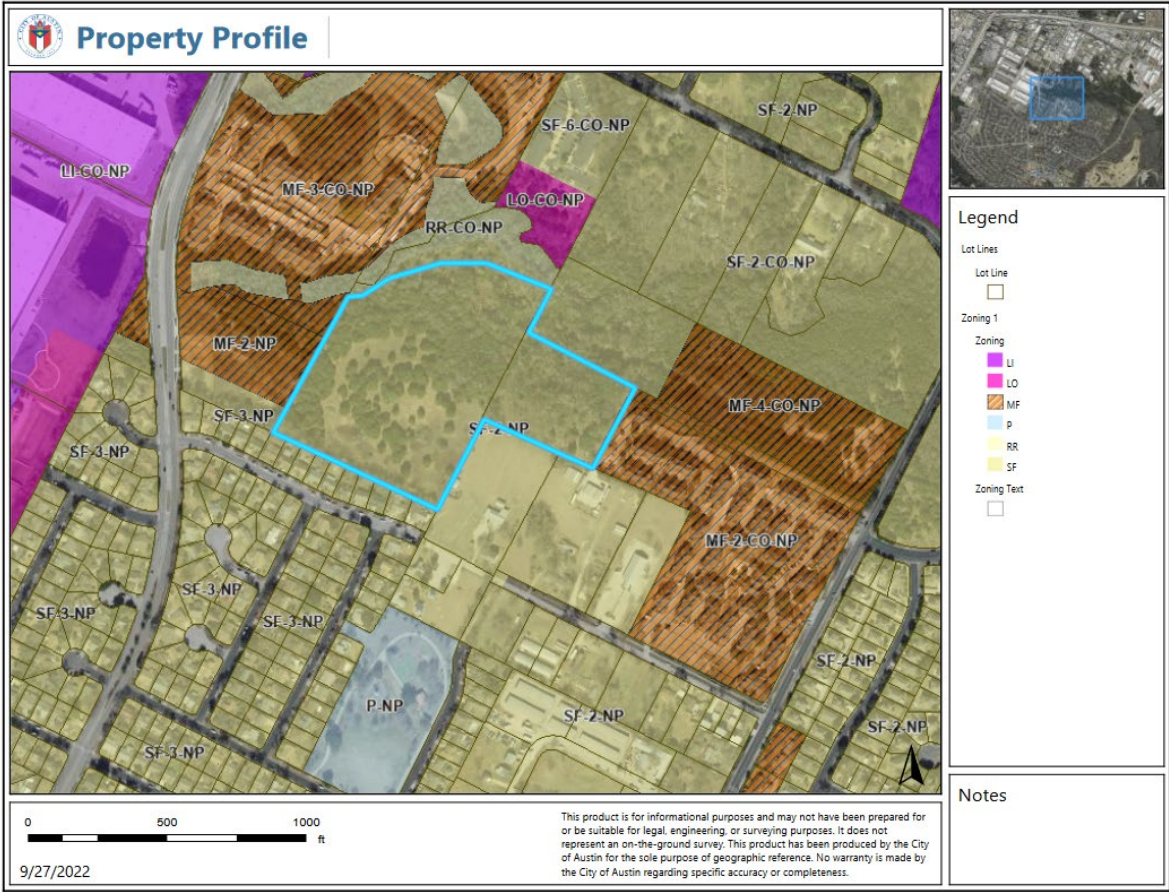 Property Profile
SF-2-NP
SF-6-CO-NP
LI-CO-NP
MF-3-CO-NP
LO-CO-NP
RR-CO-NP
SF-2-CO-NP
MF-2-NP
MF-4-CO-NP
SF-3-NP
SF-2-NP
SF-3-NP
MF-2-CO-NP
SF-3-NP
SF-3-NP
SF-3-NP
SF-2-NP
P-NP
SF-2-NP
SF-2-NP
SF-3-NP
Legend
Lot Lines
Lot Line
Zoning 1
Zoning
LI
LO
MF
P
RR
SF
Zoning Text
Notes
0 500 1000
ft
9/27/2022
This product is for informational purposes and may not have been prepared for
or be suitable for legal, engineering, or surveying purposes. It does not
represent an on-the-ground survey. This product has been produced by the City
of Austin for the sole purpose of geographic reference. No warranty is made by
the City of Austin regarding specific accuracy or completeness.